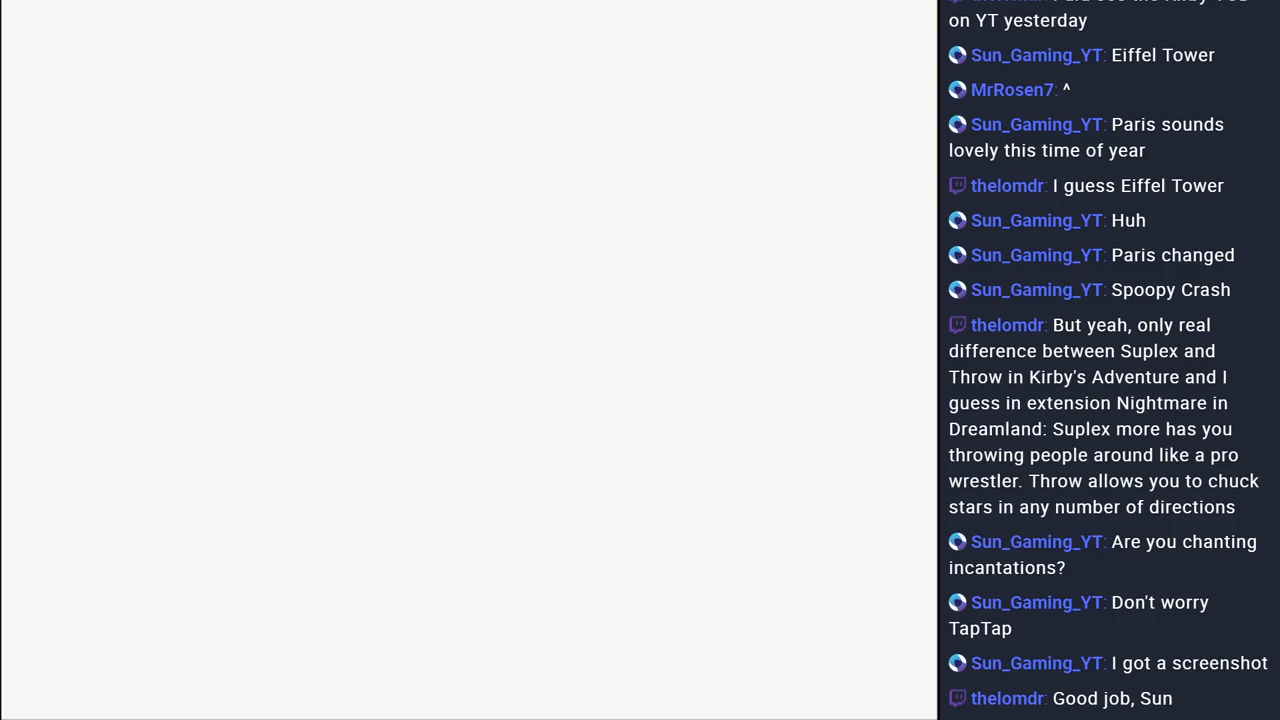 on YT yesterday
Sun_Gaming_YT: Eiffel Tower
MrRosen7: ^
Sun_Gaming_YT: Paris sounds
lovely this time of year
thelomdr: I guess Eiffel Tower
Sun_Gaming_YT: Huh
Sun_Gaming_YT: Paris changed
Sun_Gaming_YT: Spoopy Crash
thelomdr: But yeah, only real
difference between Suplex and
Throw in Kirby's Adventure and I
guess in extension Nightmare in
Dreamland: Suplex more has you
throwing people around like a pro
wrestler. Throw allows you to chuck
stars in any number of directions
Sun_Gaming_YT: Are you chanting
incantations?
Sun_Gaming_YT: Don't worry
TapTap
Sun_Gaming_YT: I got a screenshot
thelomdr: Good job, Sun